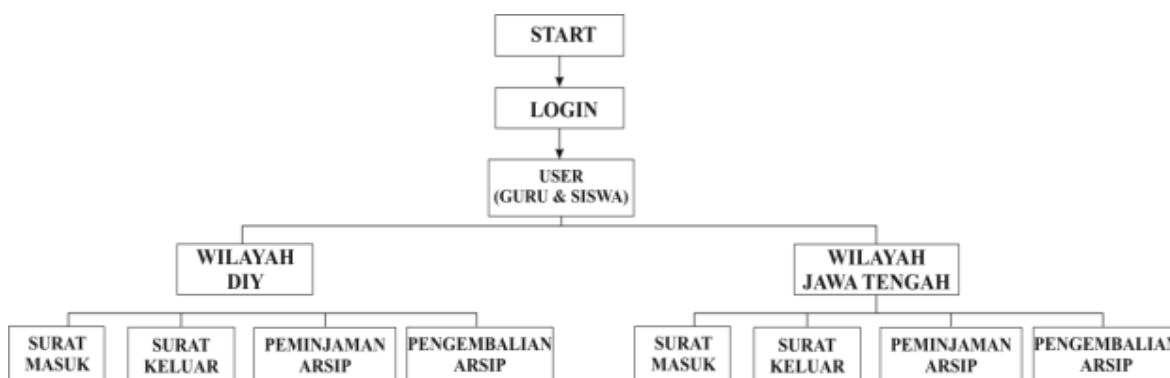 START
LOGIN
USER
(GURU & SISWA)
WILAYAH
DIY
WILAYAH
JAWA TENGAH
SURAT
MASUK
SURAT
KELUAR
PEMINJAMAN
ARSIP
PENGEMBALIAN
ARSIP
SURAT
MASUK
SURAT
KELUAR
PEMINJAMAN
ARSIP
PENGEMBALIAN
ARSIP